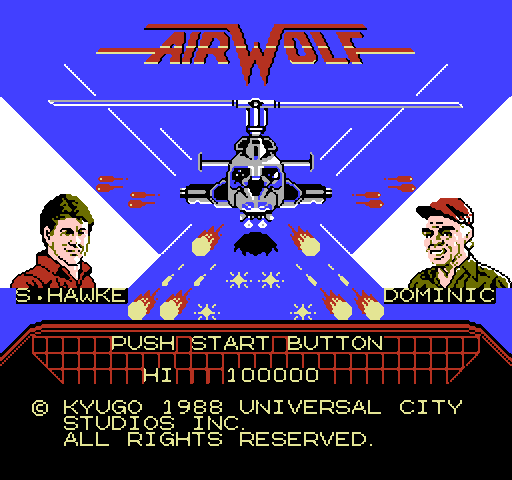 AIRWOLF
S.HAWKE
DOMINIC
PUSH START BUTTON
HI 100000
© KYUGO 1988 UNIVERSAL CITY
STUDIOS INC.
ALL RIGHTS RESERVED.